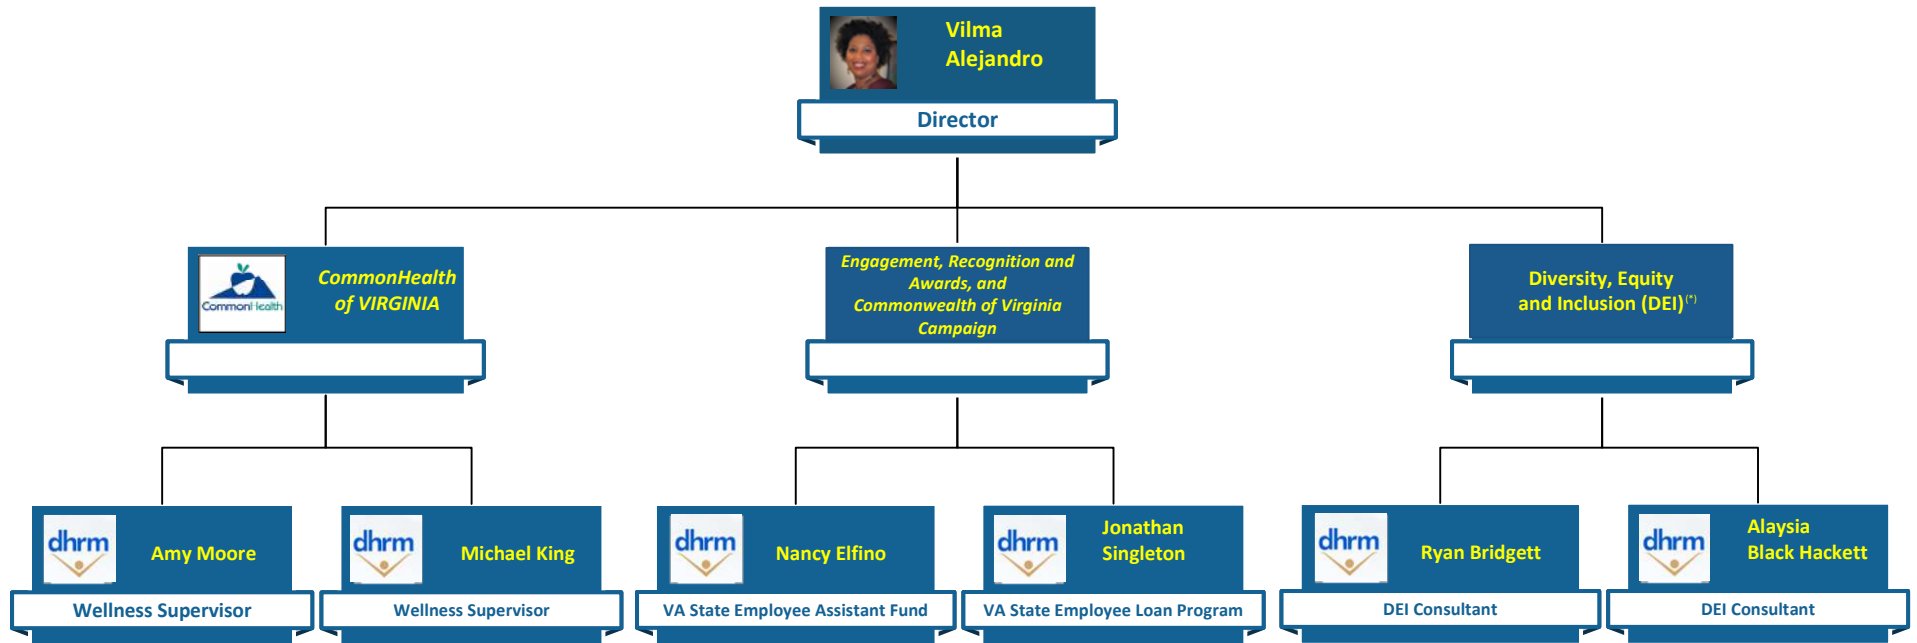 Vilma
Alejandro
Director
CommonHealth
CommonHealth
of VIRGINIA
Engagement, Recognition and
Awards, and
Commonwealth of Virginia
Campaign
Diversity, Equity
and Inclusion (DEI)(*)
dhrm
Amy Moore
Wellness Supervisor
dhrm
Michael King
Wellness Supervisor
dhrm
Nancy Elfino
VA State Employee Assistant Fund
dhrm
Jonathan
Singleton
VA State Employee Loan Program
dhrm
Ryan Bridgett
DEI Consultant
dhrm
Alaysia
Black Hackett
DEI Consultant